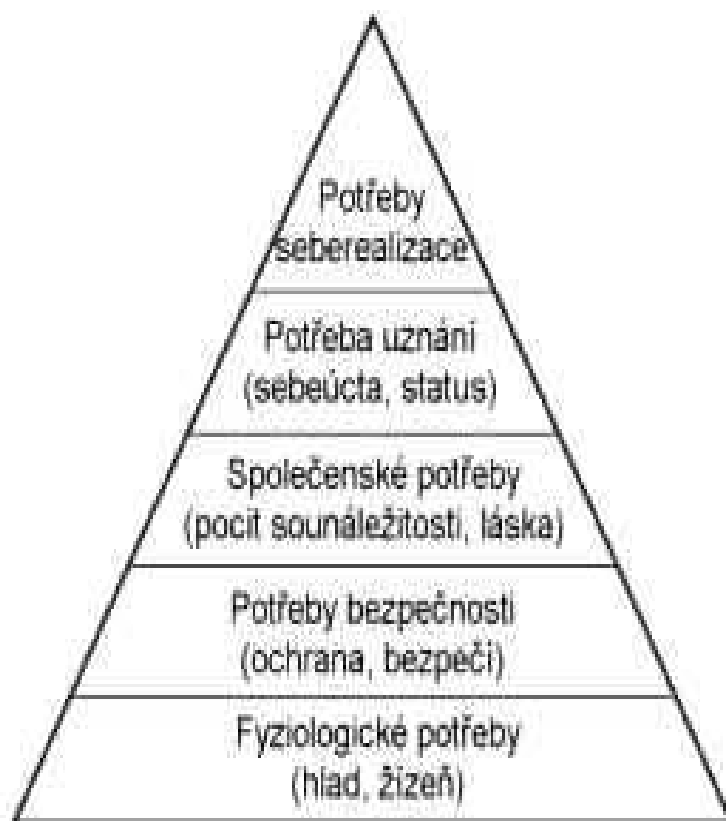 Potřeby
seberealizace
Potřeba uznání
(sebeúcta, status)
Společenské potřeby
(pocit sounáležitosti, láska)
Potřeby bezpečnosti
(ochrana, bezpečí)
Fyziologické potřeby
(hlad, žízeň)